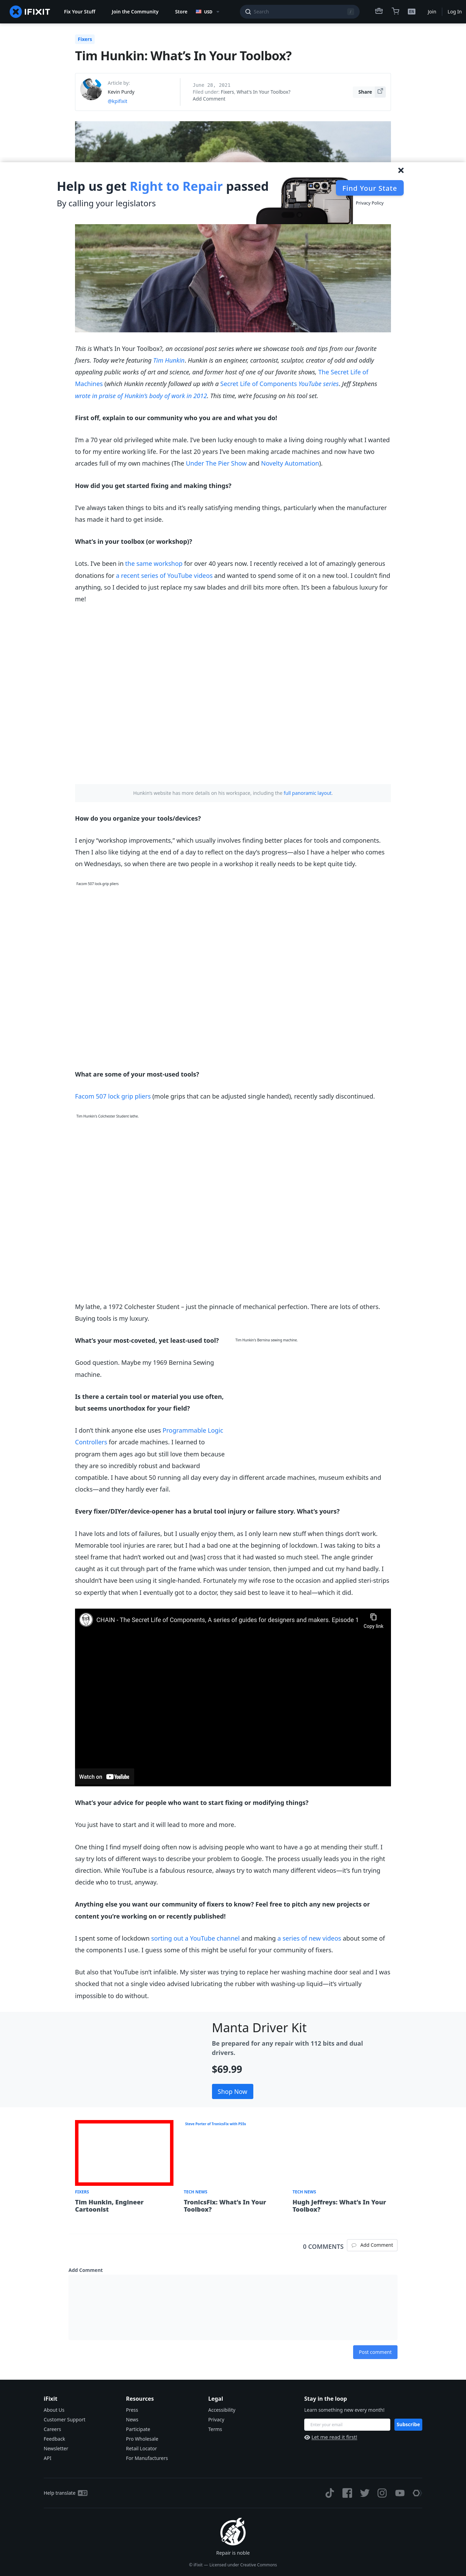 IFIXIT
Fix Your Stuff
Join the Community
Store
USD
Search
Join
Log In
Fixers
Tim Hunkin: What's In Your Toolbox?
Article by:
Kevin Purdy
@kpifixit
June 28, 2021
Filed under: Fixers, What's In Your Toolbox?
Add Comment
Share
Help us get Right to Repair passed
By calling your legislators
Find Your State
Privacy Policy
This is What's In Your Toolbox?, an occasional post series where we showcase tools and tips from our favorite
fixers. Today we're featuring Tim Hunkin. Hunkin is an engineer, cartoonist, sculptor, creator of odd and oddly
appealing public works of art and science, and former host of one of our favorite shows, The Secret Life of
Machines (which Hunkin recently followed up with a Secret Life of Components YouTube series. Jeff Stephens
wrote in praise of Hunkin's body of work in 2012. This time, we're focusing on his tool set.
First off, explain to our community who you are and what you do!
I'm a 70 year old privileged white male. I've been lucky enough to make a living doing roughly what I wanted
to for my entire working life. For the last 20 years I've been making arcade machines and now have two
arcades full of my own machines (The Under The Pier Show and Novelty Automation).
How did you get started fixing and making things?
I've always taken things to bits and it's really satisfying mending things, particularly when the manufacturer
has made it hard to get inside.
What's in your toolbox (or workshop)?
Lots. I've been in the same workshop for over 40 years now. I recently received a lot of amazingly generous
donations for a recent series of YouTube videos and wanted to spend some of it on a new tool. I couldn't find
anything, so I decided to just replace my saw blades and drill bits more often. It's been a fabulous luxury for
me!
Hunkin's website has more details on his workspace, including the full panoramic layout.
How do you organize your tools/devices?
I enjoy "workshop improvements," which usually involves finding better places for tools and components.
Then I also like tidying at the end of a day to reflect on the day's progress—also I have a helper who comes
on Wednesdays, so when there are two people in a workshop it really needs to be kept quite tidy.
Facom 507 lock grip pliers
What are some of your most-used tools?
Facom 507 lock grip pliers (mole grips that can be adjusted single handed), recently sadly discontinued.
Tim Hunkin's Colchester Student lathe.
My lathe, a 1972 Colchester Student – just the pinnacle of mechanical perfection. There are lots of others.
Buying tools is my luxury.
What's your most-coveted, yet least-used tool?
Tim Hunkin's Bernina sewing machine.
Good question. Maybe my 1969 Bernina Sewing
machine.
Is there a certain tool or material you use often,
but seems unorthodox for your field?
I don't think anyone else uses Programmable Logic
Controllers for arcade machines. I learned to
program them ages ago but still love them because
they are so incredibly robust and backward
compatible. I have about 50 running all day every day in different arcade machines, museum exhibits and
clocks—and they hardly ever fail.
Every fixer/DIYer/device-opener has a brutal tool injury or failure story. What's yours?
I have lots and lots of failures, but I usually enjoy them, as I only learn new stuff when things don't work.
Memorable tool injuries are rarer, but I had a bad one at the beginning of lockdown. I was taking to bits a
steel frame that hadn't worked out and [was] cross that it had wasted so much steel. The angle grinder
caught as it cut through part of the frame which was under tension, then jumped and cut my hand badly. I
shouldn't have been using it single-handed. Fortunately my wife rose to the occasion and applied steri-strips
so expertly that when I eventually got to a doctor, they said best to leave it to heal—which it did.
CHAIN - The Secret Life of Components, A series of guides for designers and makers. Episode 1
Copy link
Watch on YouTube
What's your advice for people who want to start fixing or modifying things?
You just have to start and it will lead to more and more.
One thing I find myself doing often now is advising people who want to have a go at mending their stuff. I
say try lots of different ways to describe your problem to Google. The process usually leads you in the right
direction. While YouTube is a fabulous resource, always try to watch many different videos—it's fun trying
decide who to trust, anyway.
Anything else you want our community of fixers to know? Feel free to pitch any new projects or
content you're working on or recently published!
I spent some of lockdown sorting out a YouTube channel and making a series of new videos about some of
the components I use. I guess some of this might be useful for your community of fixers.
But also that YouTube isn't infalible. My sister was trying to replace her washing machine door seal and I was
shocked that not a single video advised lubricating the rubber with washing-up liquid—it's virtually
impossible to do without.
Manta Driver Kit
Be prepared for any repair with 112 bits and dual
drivers.
$69.99
Shop Now
FIXERS
Tim Hunkin, Engineer
Cartoonist
Steve Porter of TronicsFix with PS5s
TECH NEWS
TronicsFix: What's In Your
Toolbox?
TECH NEWS
Hugh Jeffreys: What's In Your
Toolbox?
0 COMMENTS
Add Comment
Add Comment
Post comment
iFixit
About Us
Customer Support
Careers
Feedback
Newsletter
API
Resources
Press
News
Participate
Pro Wholesale
Retail Locator
For Manufacturers
Legal
Accessibility
Privacy
Terms
Stay in the loop
Learn something new every month!
Enter your email
Subscribe
Let me read it first!
Help translate
Repair is noble
© iFixit — Licensed under Creative Commons